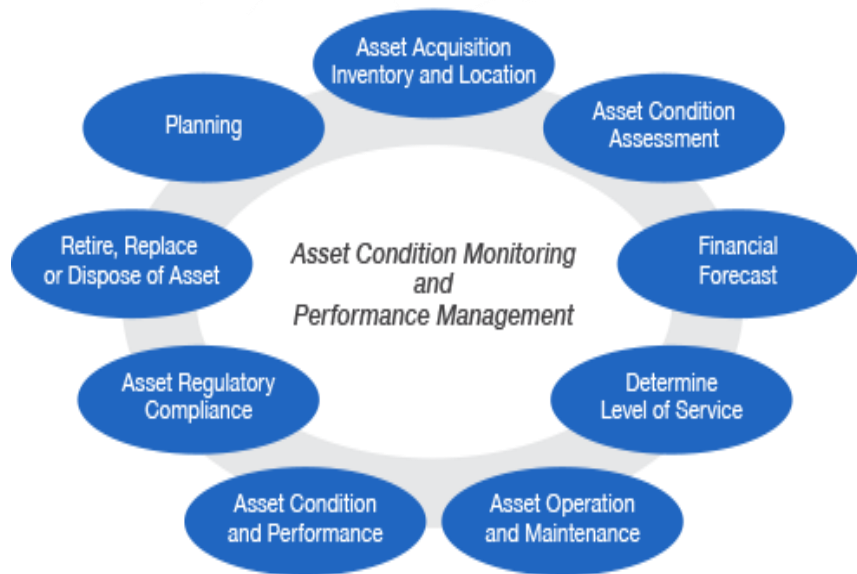 Asset Acquisition
Inventory and Location
Asset Condition
Assessment
Financial
Forecast
Determine
Level of Service
Asset Operation
and Maintenance
Asset Condition
and Performance
Asset Regulatory
Compliance
Retire, Replace
or Dispose of Asset
Planning
Asset Condition Monitoring
and
Performance Management